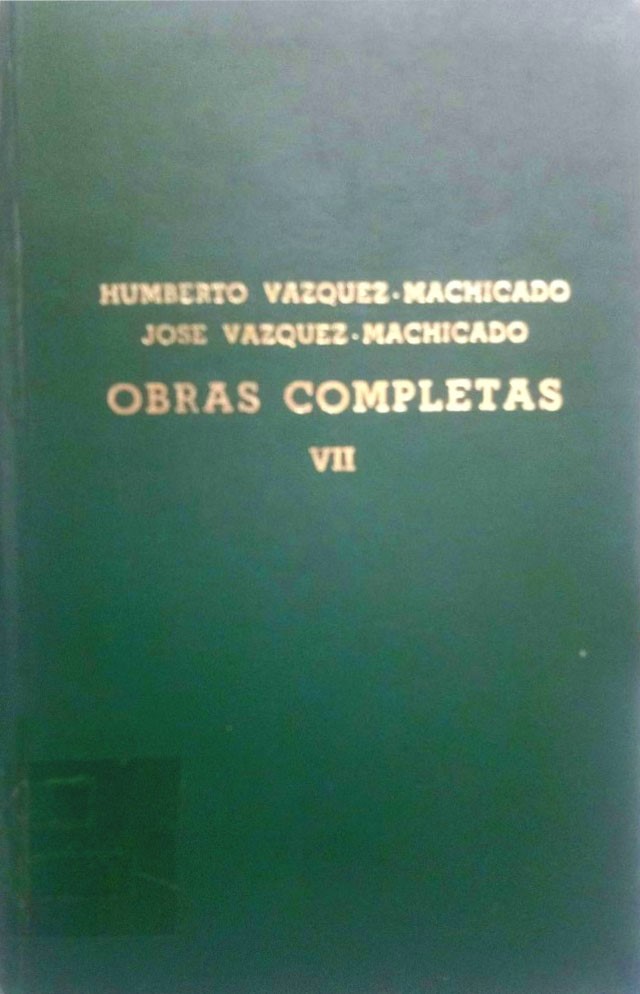 HUMBERTO VAZQUEZ-MACHICADO
JOSE VAZQUEZ-MACHICADO
OBRAS COMPLETAS
VII